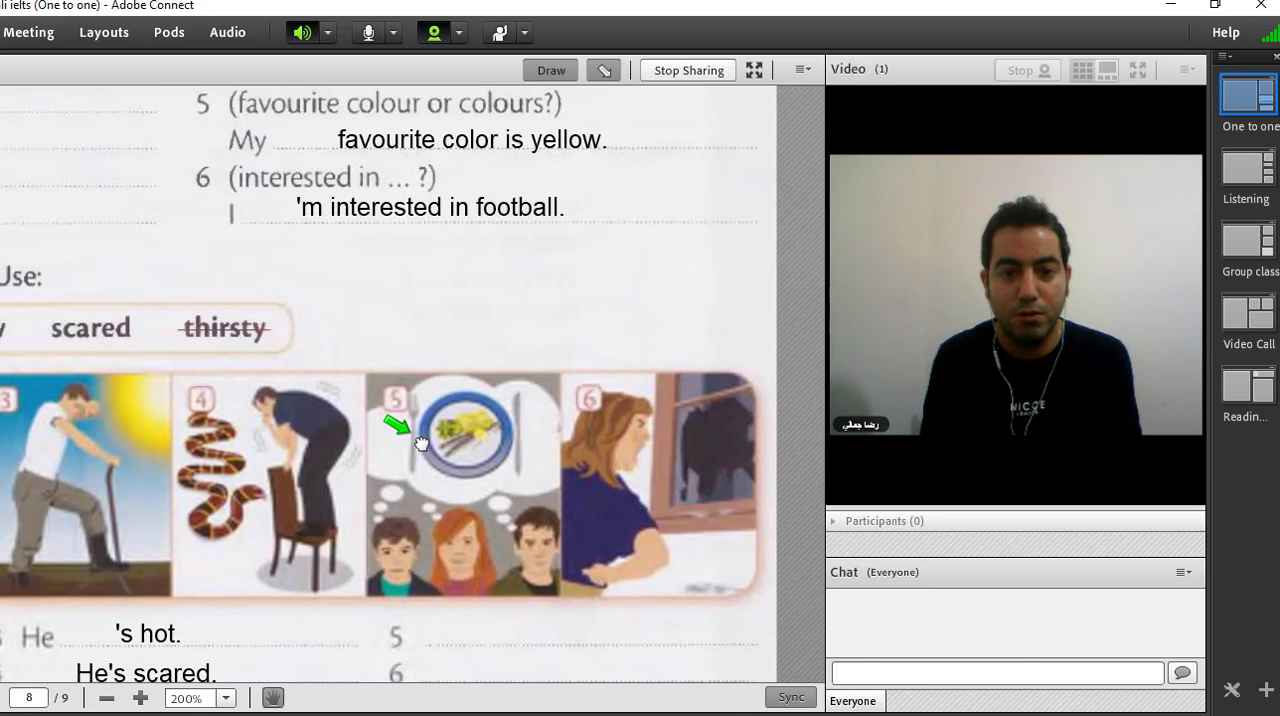 li ielts (One to one) - Adobe Connect
Meeting Layouts Pods Audio Help
Draw Stop Sharing
5 (favourite colour or colours?)
My favourite color is yellow.
6 (interested in ... ?)
I 'm interested in football.
Use:
scared thirsty
3 4 5 6
He 's hot. 5
He's scared. 6
8 / 9 200% Sync
Video (1) Stop
رضا جمالي
Participants (0)
Chat (Everyone)
Everyone
One to one
Listening
Group class
Video Call
Readin...